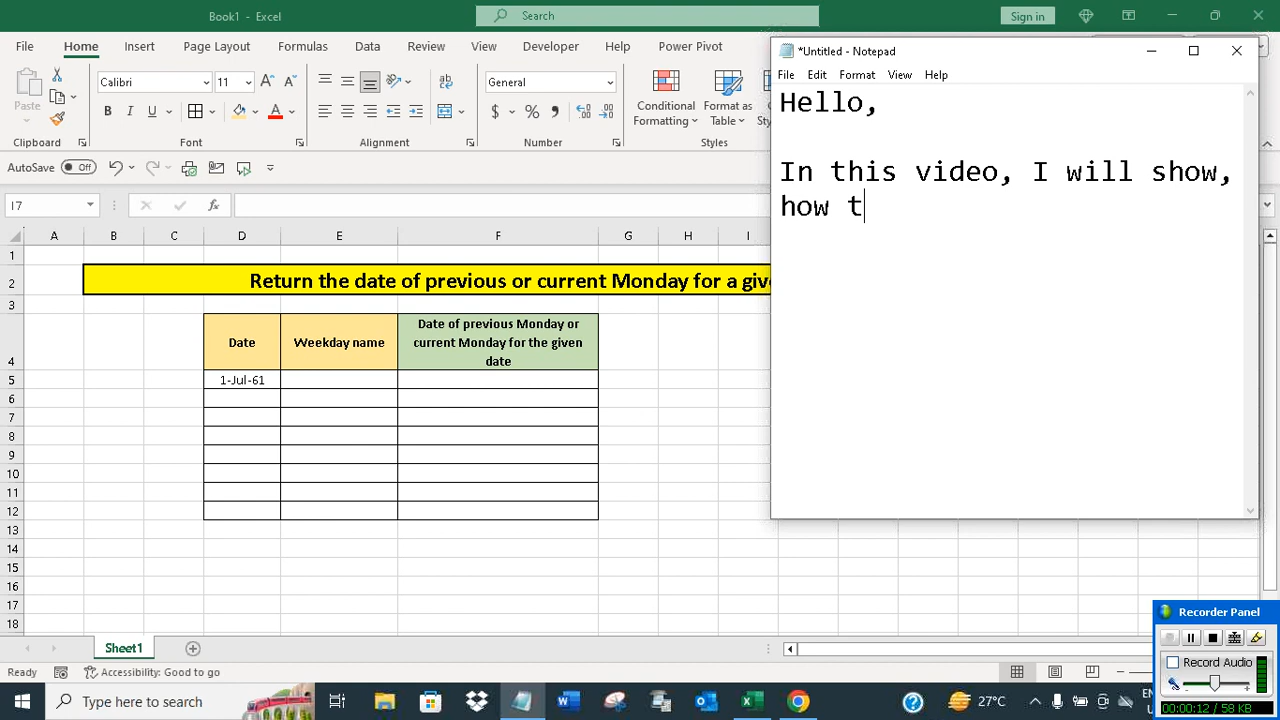 Book1 - Excel
Search
Sign in
File Home Insert Page Layout Formulas Data Review View Developer Help Power Pivot
Paste
Calibri 11
General
Conditional Formatting
Format as Table
Clipboard Font Alignment Number Styles
AutoSave Off
I7
fx
A B C D E F G H I
1
2 Return the date of previous or current Monday for a giv
3
4 Date Weekday name Date of previous Monday or current Monday for the given date
5 1-Jul-61
6
7
8
9
10
11
12
13
14
15
16
17
18
Sheet1
Ready Accessibility: Good to go
*Untitled - Notepad
File Edit Format View Help
Hello,
In this video, I will show,
how t
Recorder Panel
Record Audio
00:00:12 / 58 KB
Type here to search
27°C